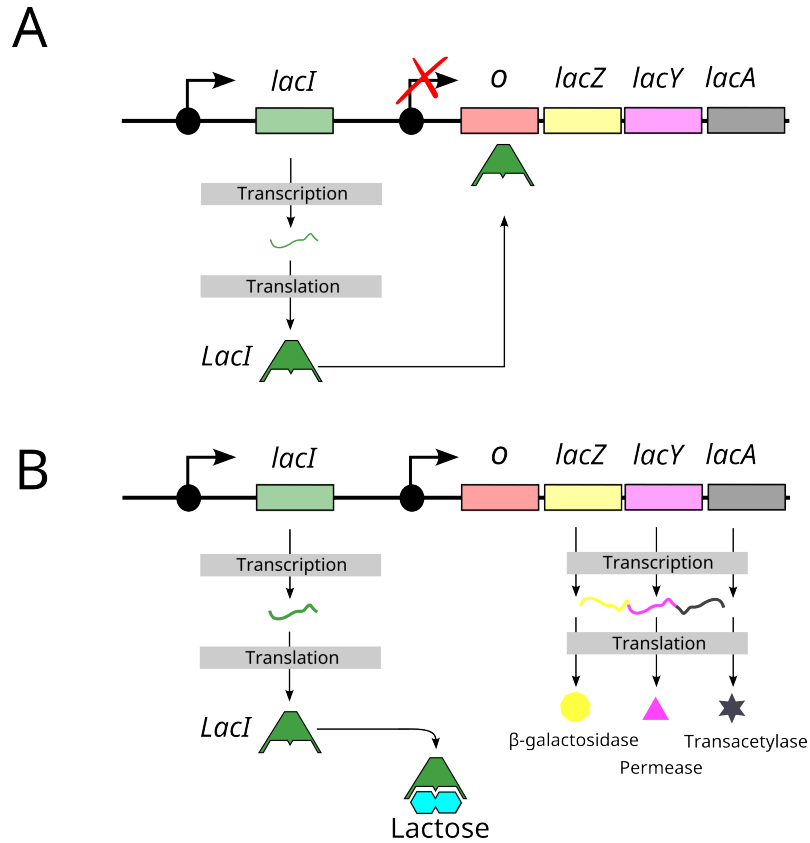 A
lacI
o
lacZ
lacY
lacA
Transcription
Translation
LacI
B
lacI
o
lacZ
lacY
lacA
Transcription
Transcription
Translation
Translation
LacI
β-galactosidase
Transacetylase
Permease
Lactose